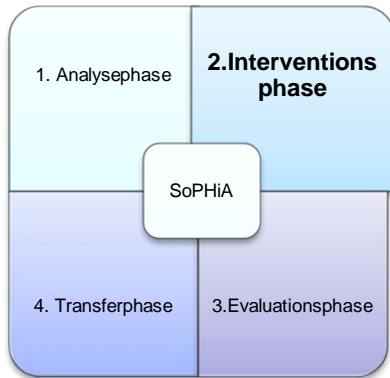 1. Analysephase
2.Interventions
phase
SoPHiA
4. Transferphase
3.Evaluationsphase